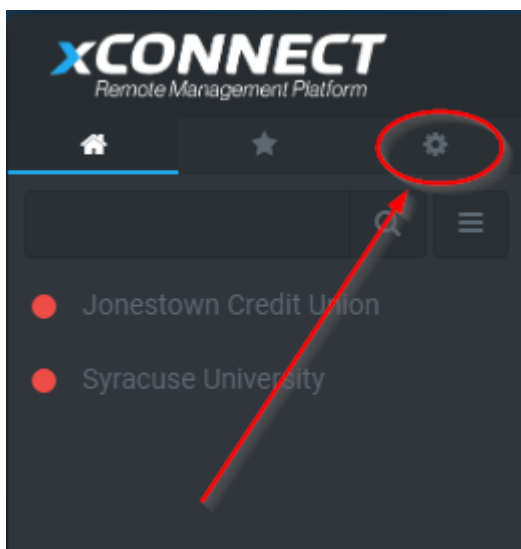 xCONNECT
Remote Management Platform
Jonestown Credit Union
Syracuse University